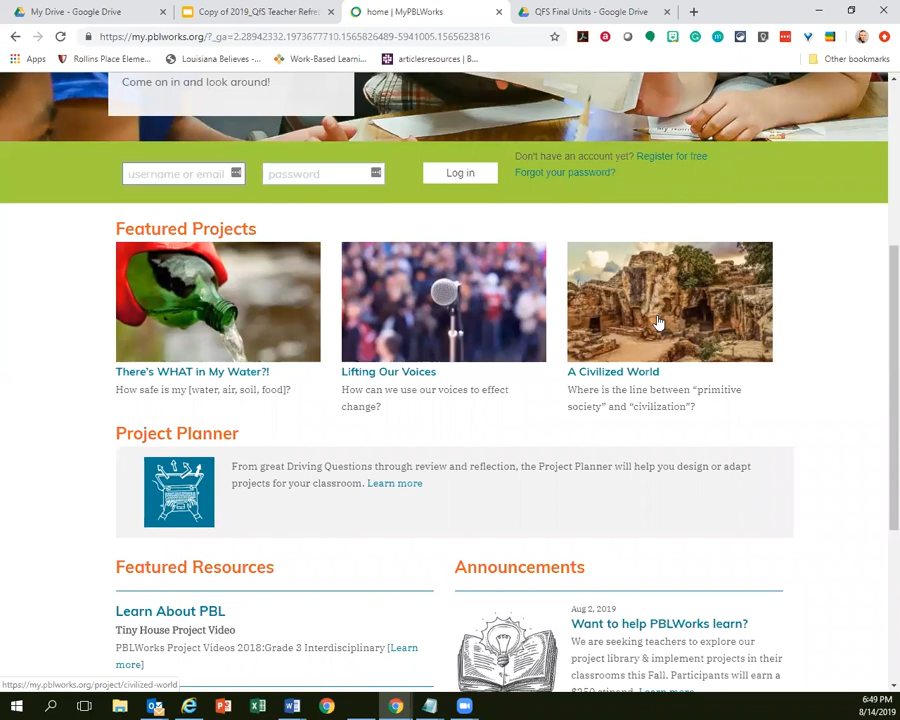 My Drive - Google Drive
Copy of 2019_QfS Teacher Refre
home | MyPBLWorks
QFS Final Units - Google Drive
https://my.pblworks.org/?_ga=2.28942332.1973677710.1565826489-5941005.1565623816
Apps
Rollins Place Eleme...
Louisiana Believes -...
Work-Based Learni...
articlesresources | B...
Other bookmarks
Come on in and look around!
username or email
password
Log in
Don't have an account yet? Register for free
Forgot your password?
Featured Projects
There's WHAT in My Water?!
How safe is my [water, air, soil, food]?
Lifting Our Voices
How can we use our voices to effect
change?
A Civilized World
Where is the line between “primitive
society” and “civilization”?
Project Planner
From great Driving Questions through review and reflection, the Project Planner will help you design or adapt
projects for your classroom. Learn more
Featured Resources
Learn About PBL
Tiny House Project Video
PBLWorks Project Videos 2018:Grade 3 Interdisciplinary [Learn
more]
Announcements
Aug 2, 2019
Want to help PBLWorks learn?
We are seeking teachers to explore our
project library & implement projects in their
classrooms this Fall. Participants will earn a
$250 stipend. Learn more
https://my.pblworks.org/project/civilized-world
6:49 PM
8/14/2019